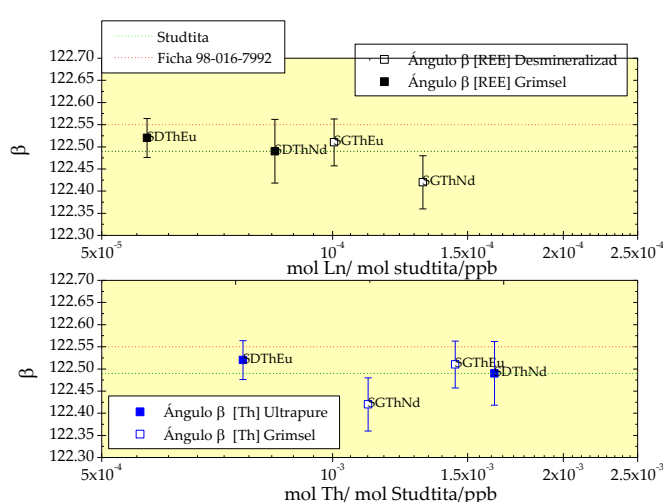 Studtita
Ficha 98-016-7992
Ángulo β [REE] Desmineralizad
Ángulo β [REE] Grimsel
122.70
122.65
122.60
122.55
122.50
122.45
122.40
122.35
122.30
β
SDThEu
SDThNd
SGThEu
SGThNd
5x10⁻⁵
10⁻⁴
1.5x10⁻⁴
2x10⁻⁴
2.5x10⁻⁴
mol Ln/ mol studtita/ppb
122.70
122.65
122.60
122.55
122.50
122.45
122.40
122.35
122.30
β
SDThEu
SGThNd
SGThEu
SDThNd
Ángulo β [Th] Ultrapure
Ángulo β [Th] Grimsel
5x10⁻⁴
10⁻³
1.5x10⁻³
2x10⁻³
2.5x10⁻³
mol Th/ mol Studtita/ppb